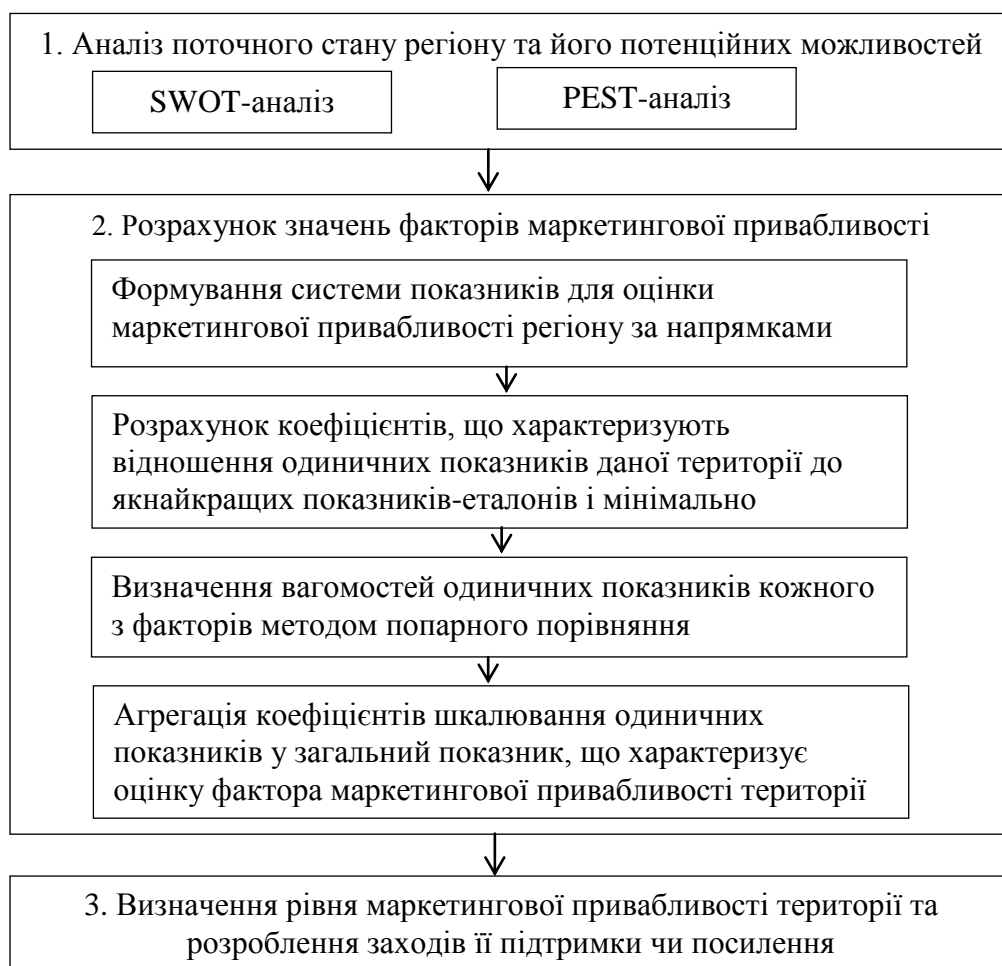 1. Аналіз поточного стану регіону та його потенційних можливостей
SWOT-аналіз
PEST-аналіз
2. Розрахунок значень факторів маркетингової привабливості
Формування системи показників для оцінки
маркетингової привабливості регіону за напрямками
Розрахунок коефіцієнтів, що характеризують
відношення одиничних показників даної території до
якнайкращих показників-еталонів і мінімально
Визначення вагомостей одиничних показників кожного
з факторів методом попарного порівняння
Агрегація коефіцієнтів шкалювання одиничних
показників у загальний показник, що характеризує
оцінку фактора маркетингової привабливості території
3. Визначення рівня маркетингової привабливості території та
розроблення заходів її підтримки чи посилення